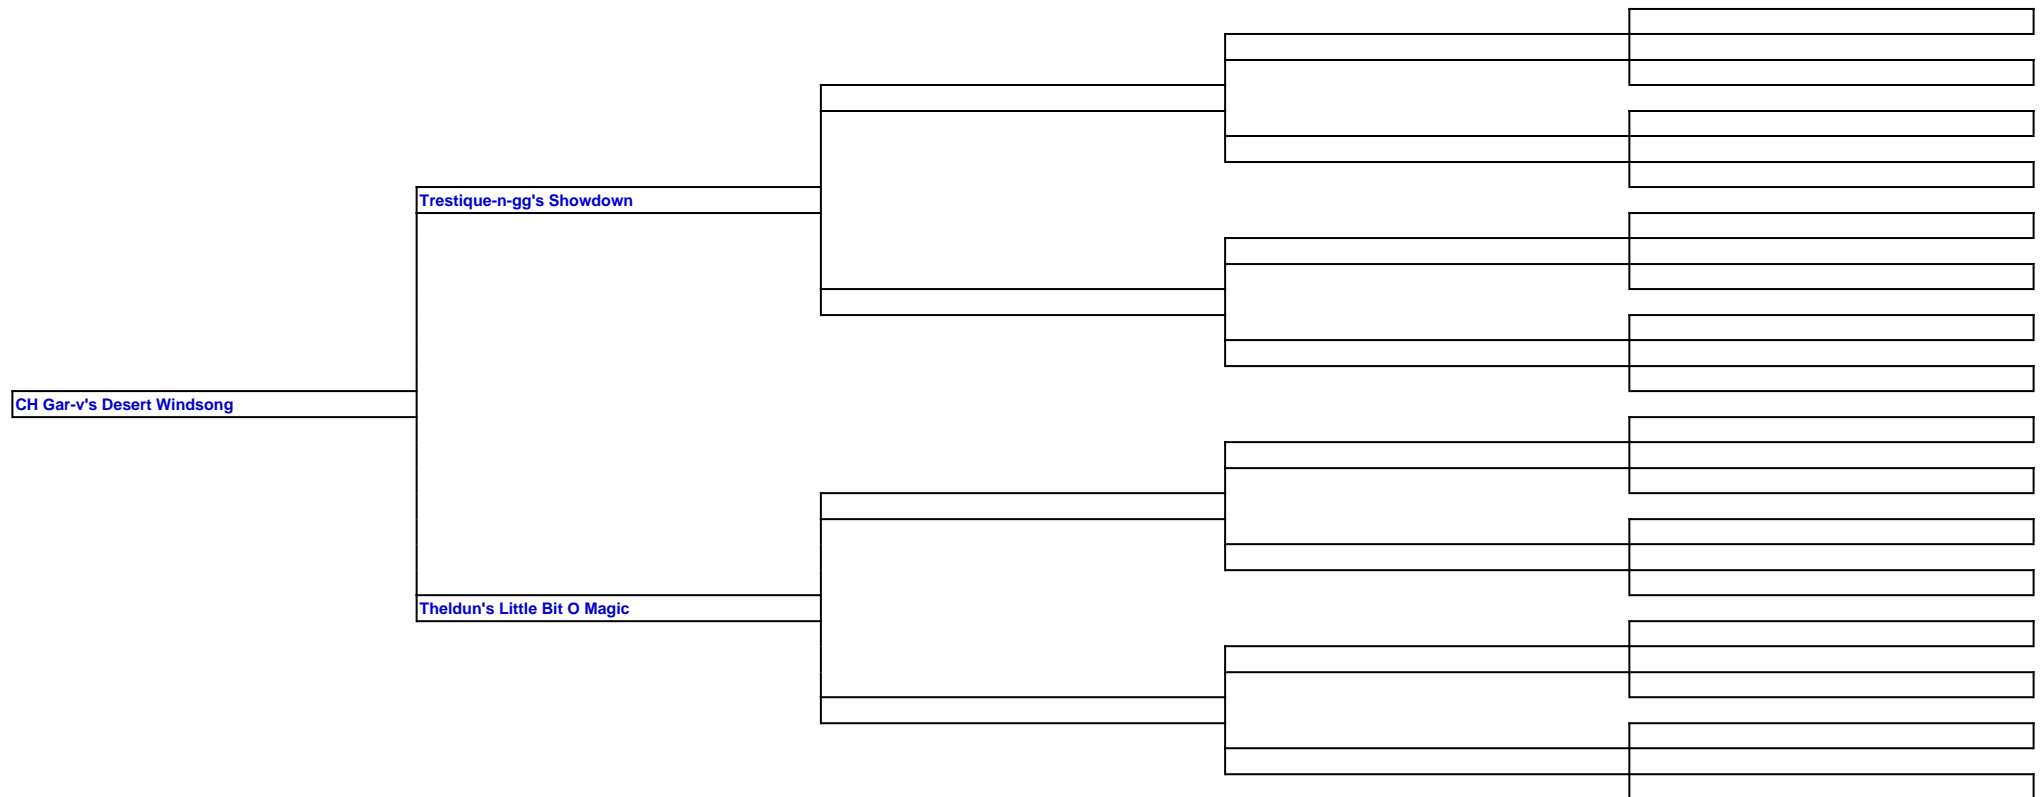 Trestique-n-gg's Showdown
CH Gar-v's Desert Windsong
Theldun's Little Bit O Magic